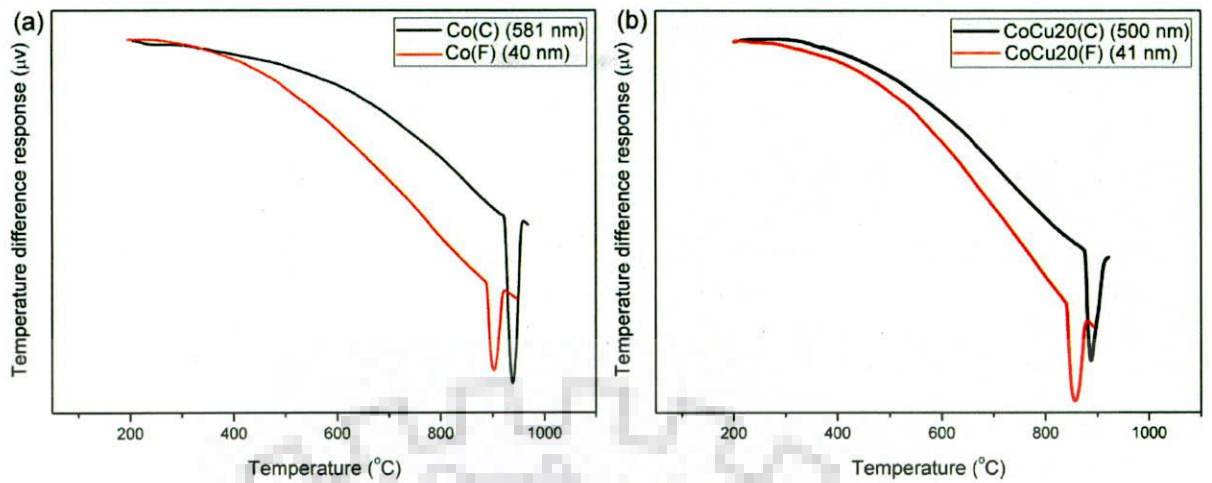 (a)
Co(C) (581 nm)
Co(F) (40 nm)
Temperature difference response (μv)
200 400 600 800 1000
Temperature (°C)
(b)
CoCu20(C) (500 nm)
CoCu20(F) (41 nm)
Temperature difference response (μv)
200 400 600 800 1000
Temperature (°C)